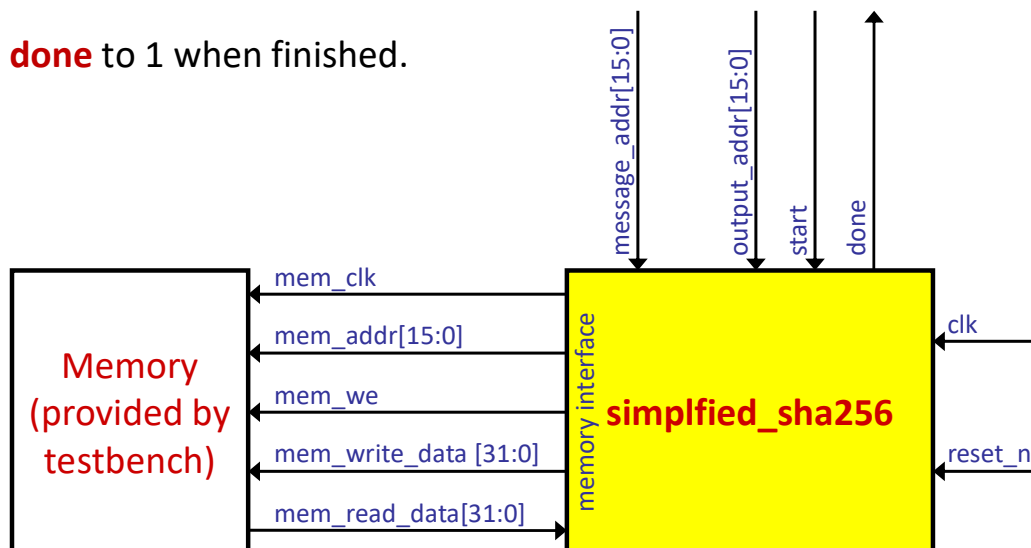 done to 1 when finished.
message_addr[15:0]
output_addr[15:0]
start
done
mem_clk
mem_addr[15:0]
mem_we
mem_write_data [31:0]
mem_read_data[31:0]
Memory
(provided by
testbench)
memory interface
simplfied_sha256
clk
reset_n